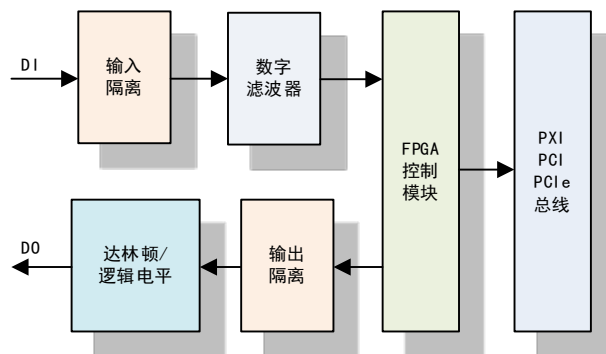 DI
输入
隔离
数字
滤波器
FPGA
控制
模块
PXI
PCI
PCIe
总线
DO
达林顿/
逻辑电平
输出
隔离